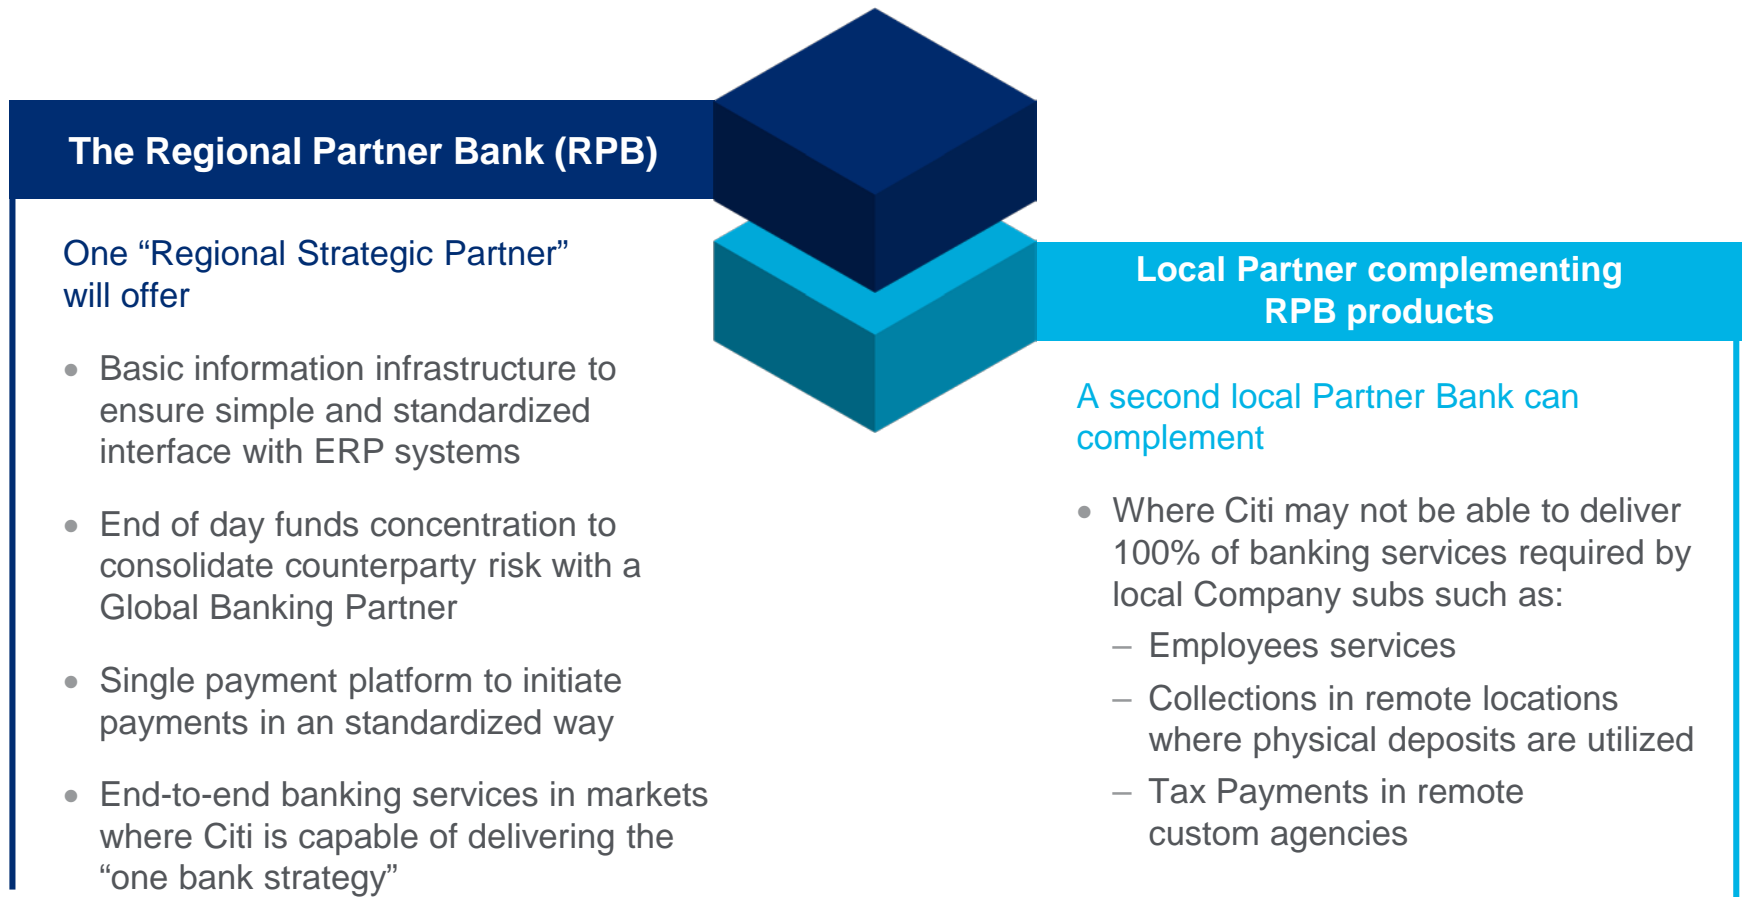 The Regional Partner Bank (RPB)
One “Regional Strategic Partner”
will offer
• Basic information infrastructure to
ensure simple and standardized
interface with ERP systems
• End of day funds concentration to
consolidate counterparty risk with a
Global Banking Partner
• Single payment platform to initiate
payments in an standardized way
• End-to-end banking services in markets
where Citi is capable of delivering the
“one bank strategy”
Local Partner complementing
RPB products
A second local Partner Bank can
complement
• Where Citi may not be able to deliver
100% of banking services required by
local Company subs such as:
– Employees services
– Collections in remote locations
where physical deposits are utilized
– Tax Payments in remote
custom agencies